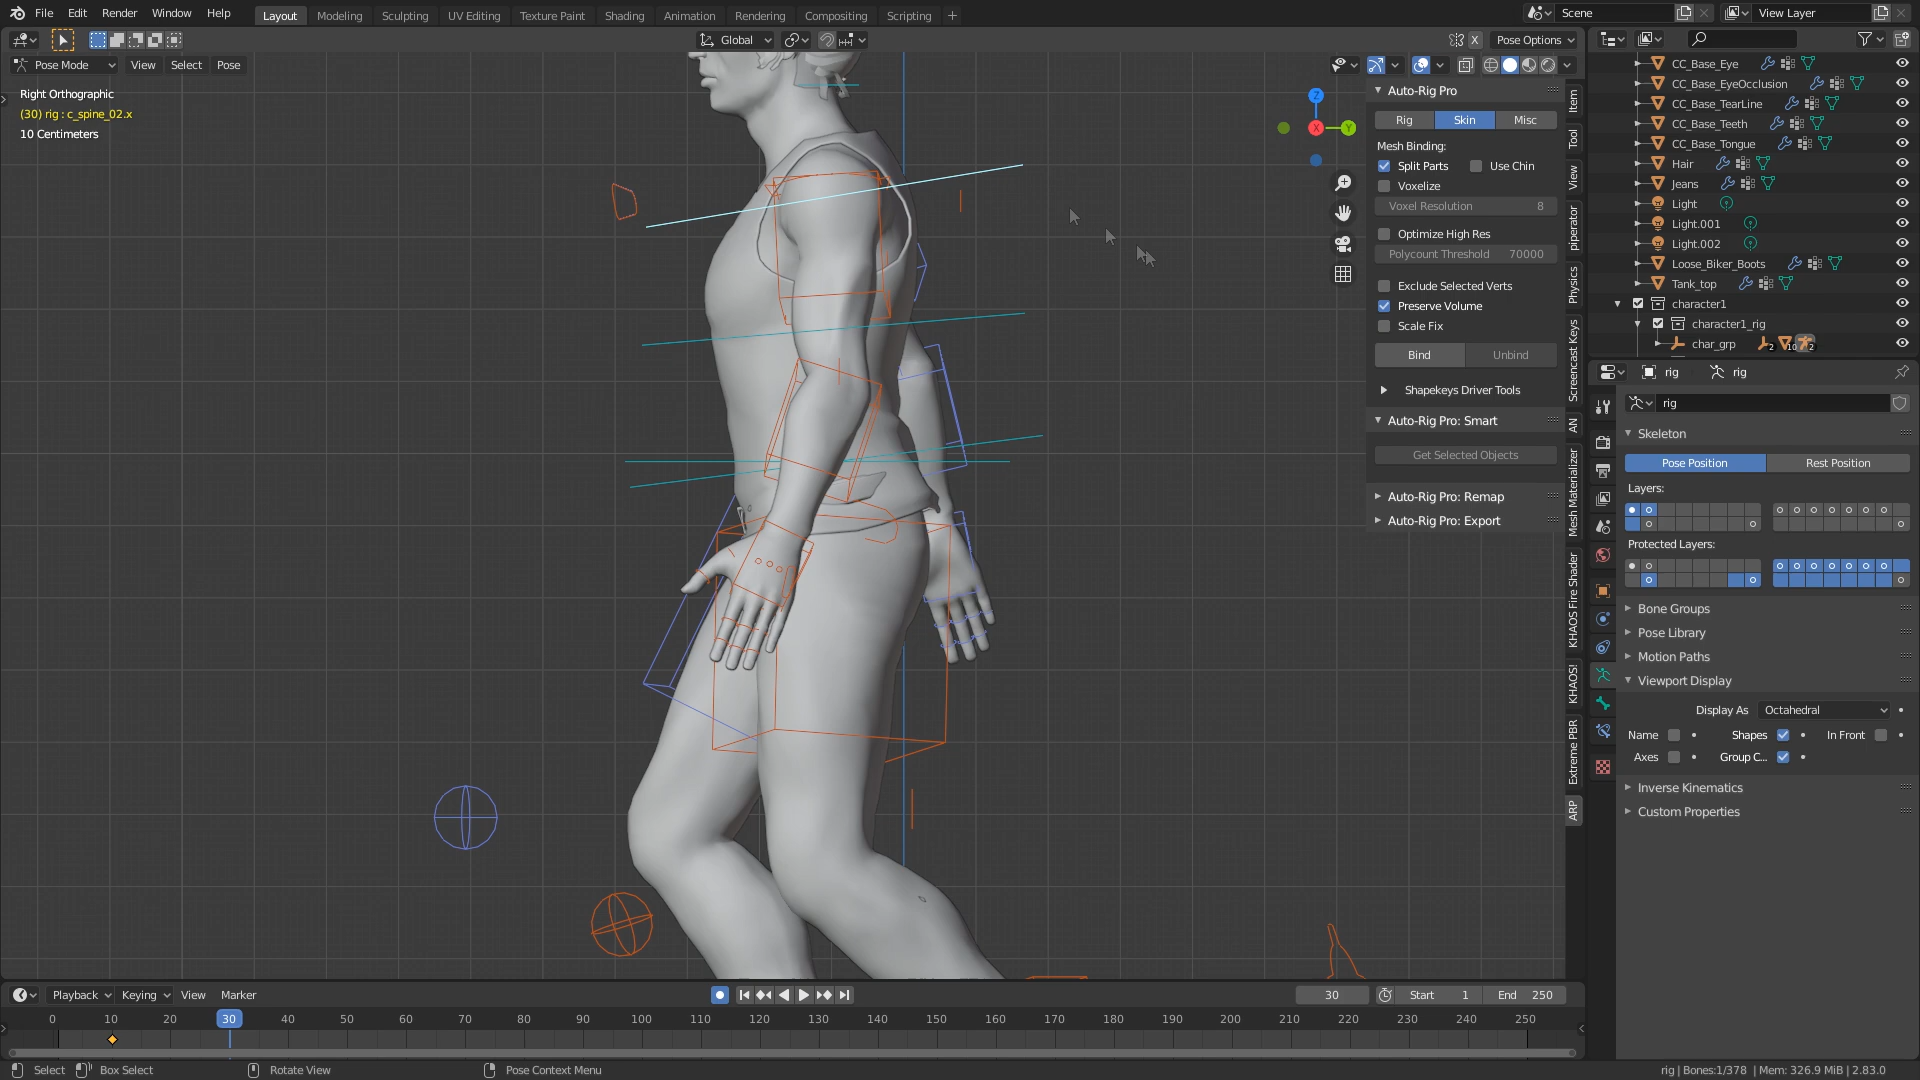 File Edit Render Window Help Layout Modeling Sculpting UV Editing Texture Paint Shading Animation Rendering Compositing Scripting + Scene View Layer
Global X Pose Options
Pose Mode View Select Pose
Right Orthographic
(30) rig : c_spine_02.x
10 Centimeters
Z
X
Y
Auto-Rig Pro
Rig Skin Misc
Mesh Binding:
Split Parts Use Chin
Voxelize
Voxel Resolution 8
Optimize High Res
Polycount Threshold 70000
Exclude Selected Verts
Preserve Volume
Scale Fix
Bind Unbind
Shapekeys Driver Tools
Auto-Rig Pro: Smart
Get Selected Objects
Auto-Rig Pro: Remap
Auto-Rig Pro: Export
Item
Tool
View
piperator
Physics
Screencast Keys
AN
Mesh Materializer
KHAOS Fire Shader
KHAOS!
Extreme PBR
ARP
CC_Base_Eye
CC_Base_EyeOcclusion
CC_Base_TearLine
CC_Base_Teeth
CC_Base_Tongue
Hair
Jeans
Light
Light.001
Light.002
Loose_Biker_Boots
Tank_top
character1
character1_rig
char_grp 2 10 2
rig rig
rig
Skeleton
Pose Position Rest Position
Layers:
Protected Layers:
Bone Groups
Pose Library
Motion Paths
Viewport Display
Display As Octahedral
Name Shapes In Front
Axes Group C...
Inverse Kinematics
Custom Properties
Playback Keying View Marker 30 Start 1 End 250
0 10 20 30 40 50 60 70 80 90 100 110 120 130 140 150 160 170 180 190 200 210 220 230 240 250
Select Box Select Rotate View Pose Context Menu rig | Bones:1/378 | Mem: 326.9 MiB | 2.83.0